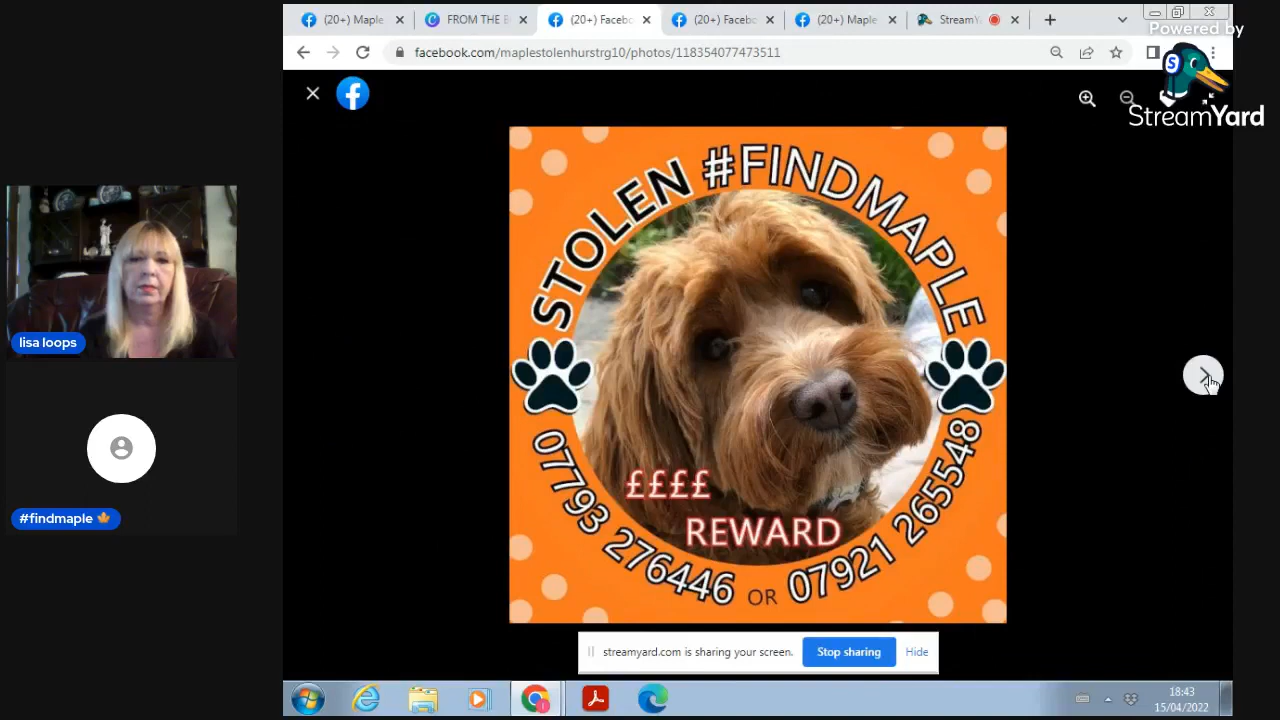 (20+) Maple
FROM THE B
(20+) Facebo
(20+) Faceb
(20+) Maple
StreamY
Powered by
facebook.com/maplestolenhurstrg10/photos/118354077473511
StreamYard
STOLEN #FINDMAPLE
££££
REWARD
07793 276446 OR 07921 265548
lisa loops
#findmaple
streamyard.com is sharing your screen.
Stop sharing
Hide
18:43
15/04/2022